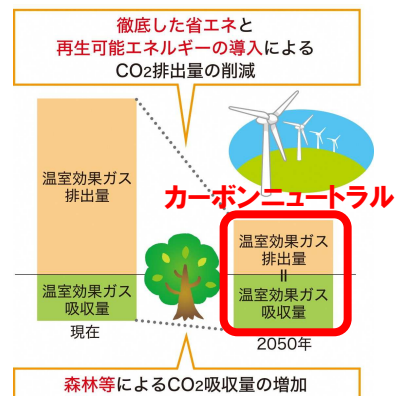 徹底した省エネと
再生可能エネルギーの導入による
CO2排出量の削減
カーボンニュートラル
温室効果ガス
排出量
温室効果ガス
吸収量
現在
温室効果ガス
排出量
=
温室効果ガス
吸収量
2050年
森林等によるCO2吸収量の増加